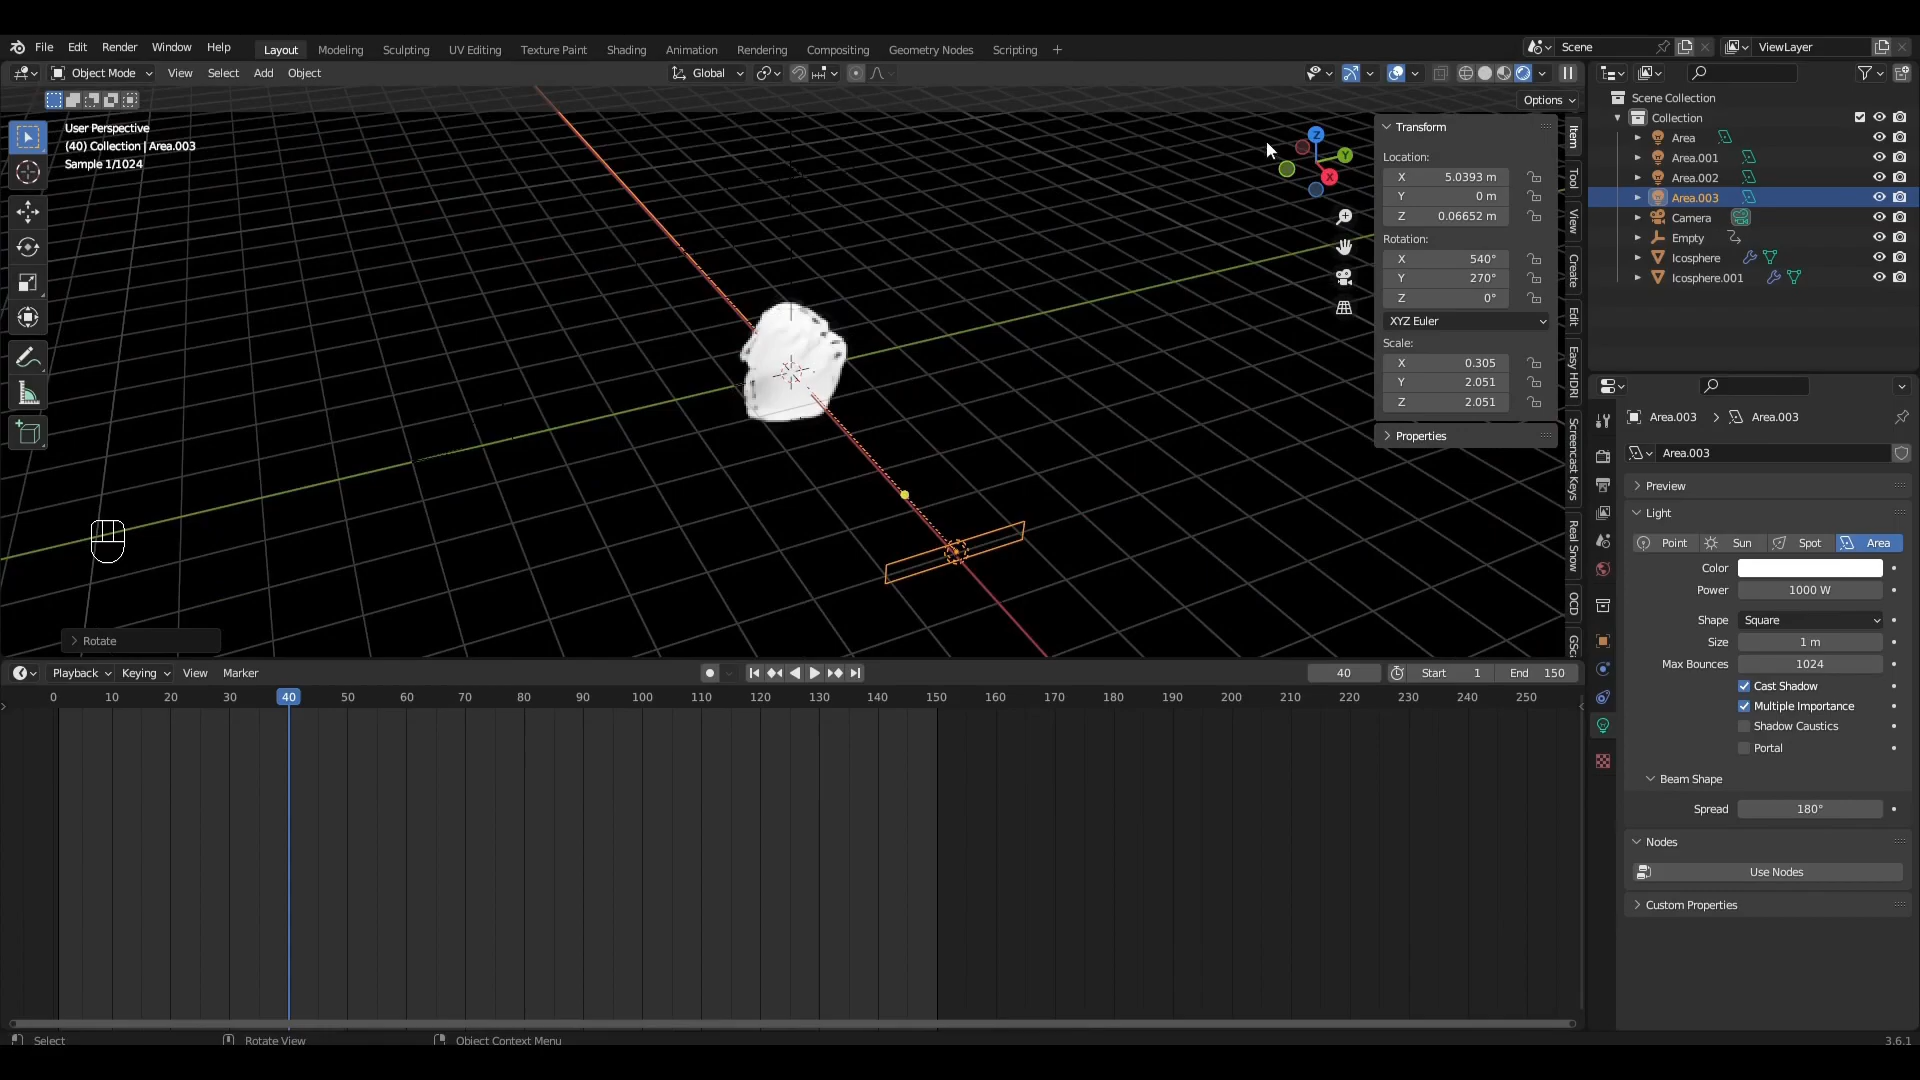 File Edit Render Window Help Layout Modeling Sculpting UV Editing Texture Paint Shading Animation Rendering Compositing Geometry Nodes Scripting + Scene ViewLayer
Object Mode View Select Add Object Global
Options
User Perspective
(40) Collection | Area.003
Sample 1/1024
Z
Y
X
Transform
Location:
X 5.0393 m
Y 0 m
Z 0.06652 m
Rotation:
X 540°
Y 270°
Z 0°
XYZ Euler
Scale:
X 0.305
Y 2.051
Z 2.051
Properties
Item
Tool
View
Create
Edit
Easy HDRI
Screencast Keys
Real Snow
OCD
GSca
Rotate
Scene Collection
Collection
Area
Area.001
Area.002
Area.003
Camera
Empty
Icosphere
Icosphere.001
Area.003 > Area.003
Area.003
Preview
Light
Point Sun Spot Area
Color
Power 1000 W
Shape Square
Size 1 m
Max Bounces 1024
Cast Shadow
Multiple Importance
Shadow Caustics
Portal
Beam Shape
Spread 180°
Nodes
Use Nodes
Custom Properties
Playback Keying View Marker 40 Start 1 End 150
0 10 20 30 40 50 60 70 80 90 100 110 120 130 140 150 160 170 180 190 200 210 220 230 240 250
Select Rotate View Object Context Menu 3.6.1